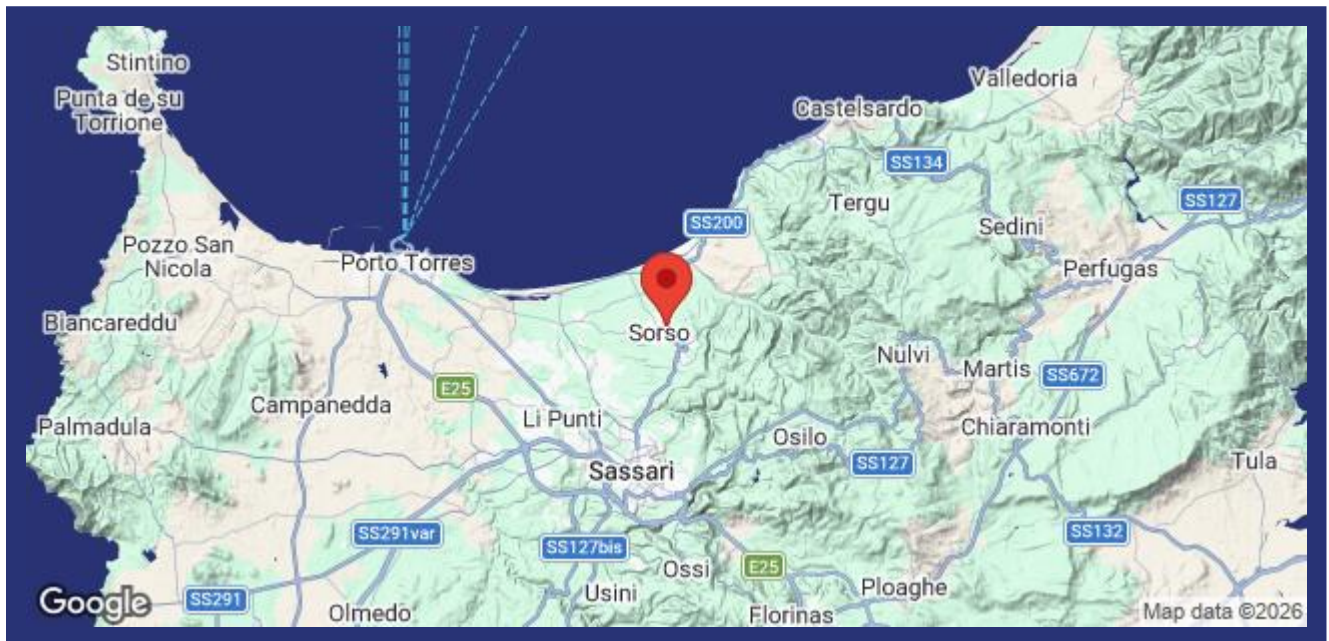 Stintino
Valledoria
Punta de su
Torrione
Castelsardo
SS134
SS127
Tergu
SS200
Sedini
Pozzo San
Nicola
Porto Torres
Perfugas
Biancareddu
Sorso
Nulvi
Martis
SS672
E25
Campanedda
Li Punti
Palmadula
Osilo
Chiaramonti
SS127
Tula
Sassari
SS291var
SS127bis
SS132
Ossi
E25
Usini
Ploaghe
Google
SS291
Olmedo
Florinas
Map data ©2026